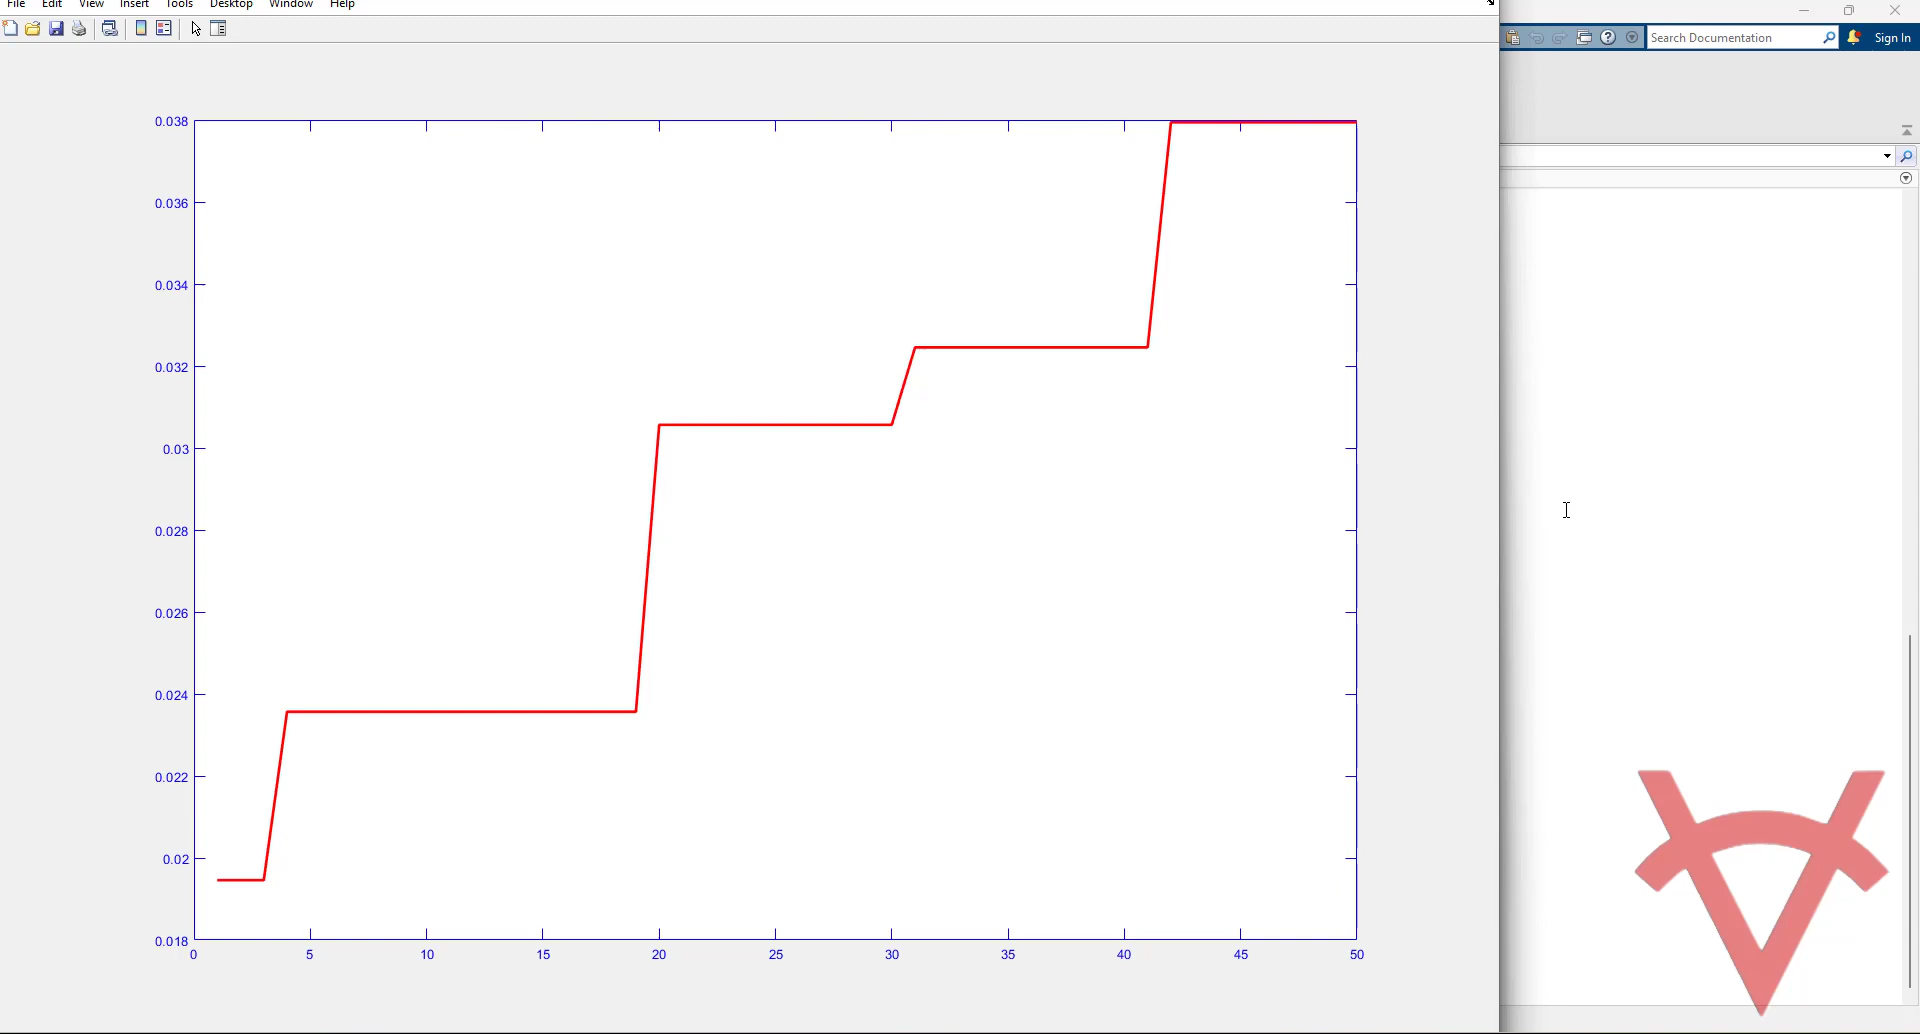 File Edit View Insert Tools Desktop Window Help
Search Documentation
Sign In
0.038
0.036
0.034
0.032
0.03
0.028
0.026
0.024
0.022
0.02
0.018
0 5 10 15 20 25 30 35 40 45 50